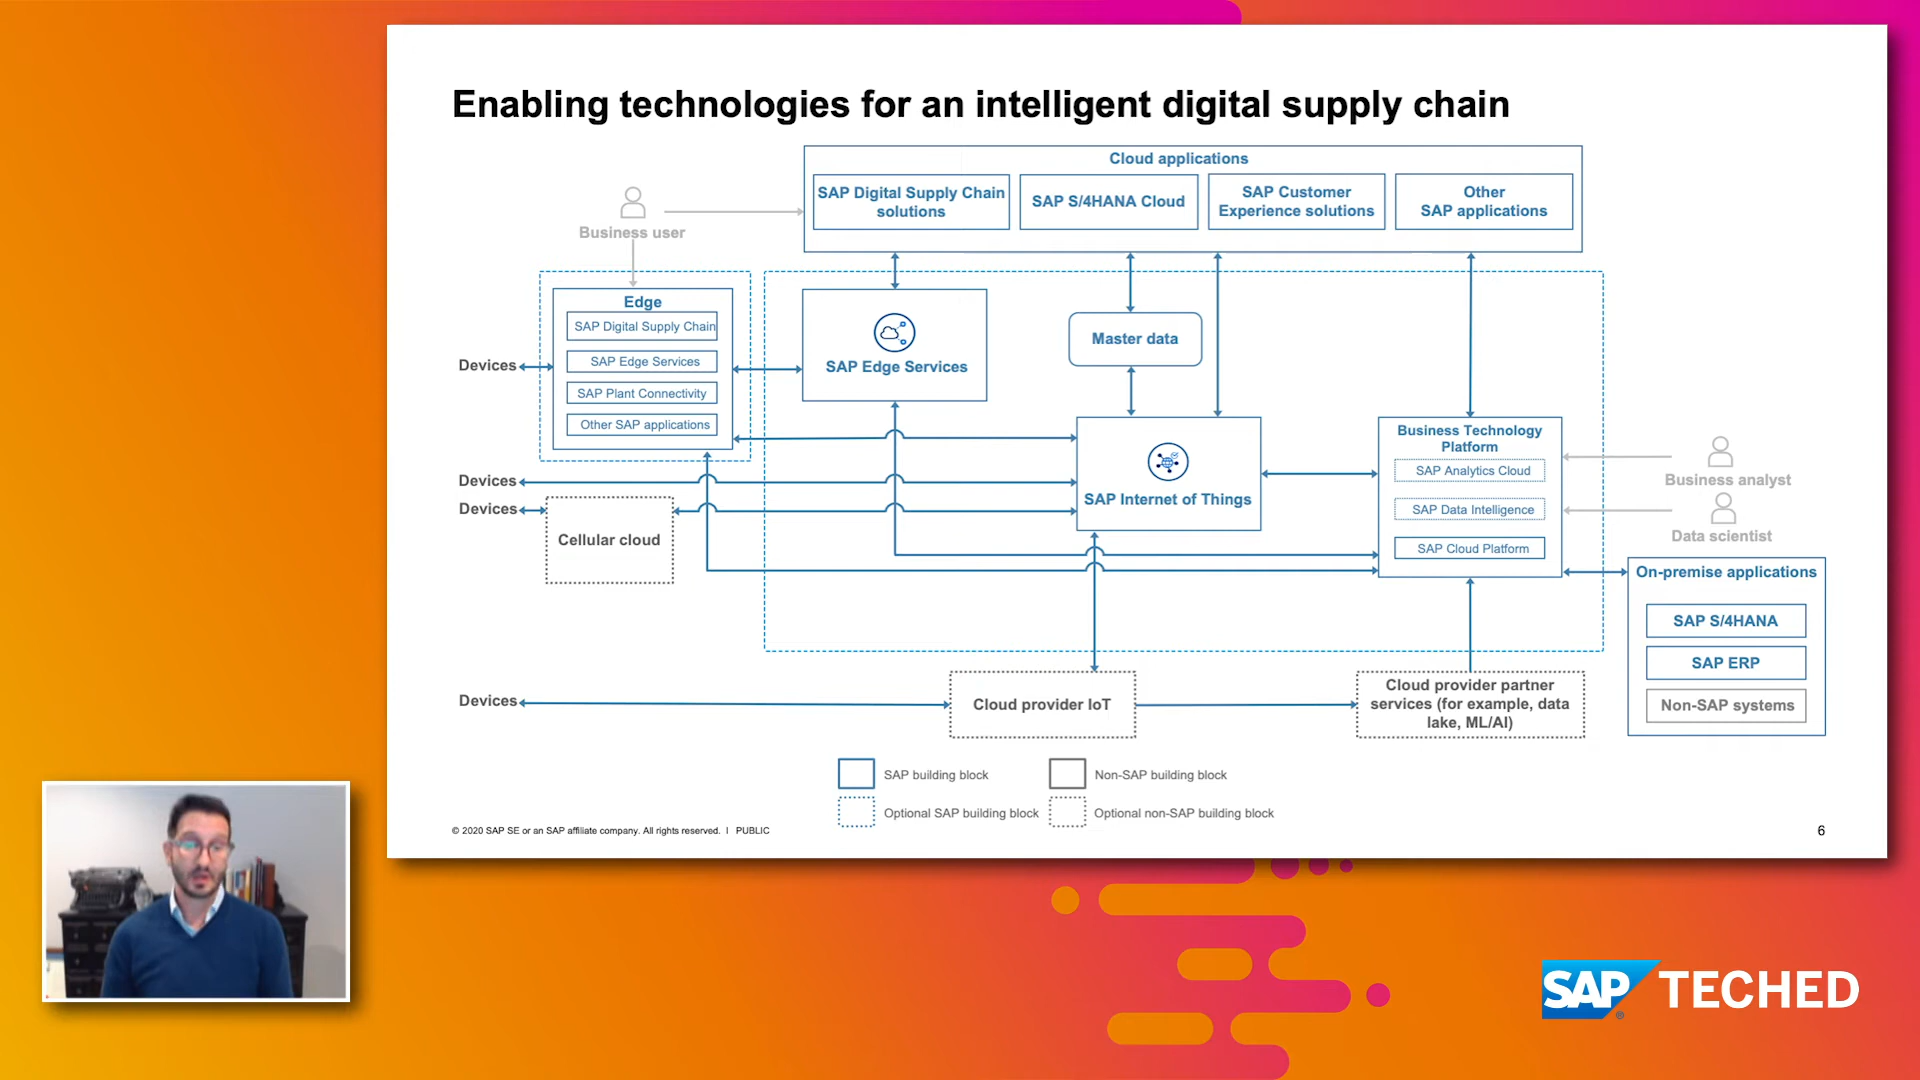 Enabling technologies for an intelligent digital supply chain
Cloud applications
SAP Digital Supply Chain
solutions
SAP S/4HANA Cloud
SAP Customer
Experience solutions
Other
SAP applications
Business user
Edge
SAP Digital Supply Chain
SAP Edge Services
SAP Plant Connectivity
Other SAP applications
Devices
SAP Edge Services
Master data
Devices
Devices
Cellular cloud
SAP Internet of Things
Business Technology
Platform
SAP Analytics Cloud
SAP Data Intelligence
SAP Cloud Platform
Business analyst
Data scientist
On-premise applications
SAP S/4HANA
SAP ERP
Non-SAP systems
Devices
Cloud provider IoT
Cloud provider partner
services (for example, data
lake, ML/AI)
SAP building block
Non-SAP building block
Optional SAP building block
Optional non-SAP building block
© 2020 SAP SE or an SAP affiliate company. All rights reserved. | PUBLIC
6
SAP® TECHED